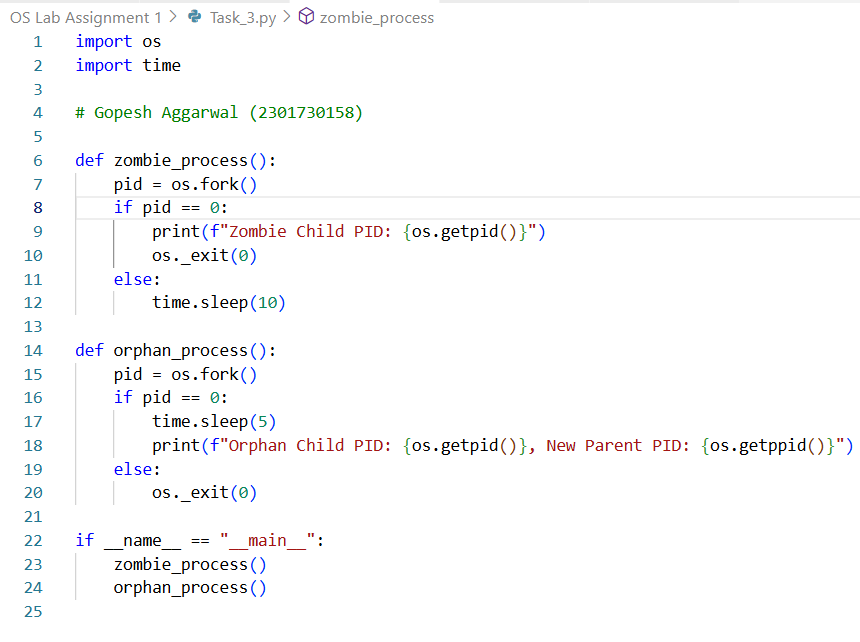 OS Lab Assignment 1 > Task_3.py > zombie_process
1 import os
2 import time
3
4 # Gopesh Aggarwal (2301730158)
5
6 def zombie_process():
7     pid = os.fork()
8     if pid == 0:
9         print(f"Zombie Child PID: {os.getpid()}")
10         os._exit(0)
11     else:
12         time.sleep(10)
13
14 def orphan_process():
15     pid = os.fork()
16     if pid == 0:
17         time.sleep(5)
18         print(f"Orphan Child PID: {os.getpid()}, New Parent PID: {os.getppid()}")
19     else:
20         os._exit(0)
21
22 if __name__ == "__main__":
23     zombie_process()
24     orphan_process()
25